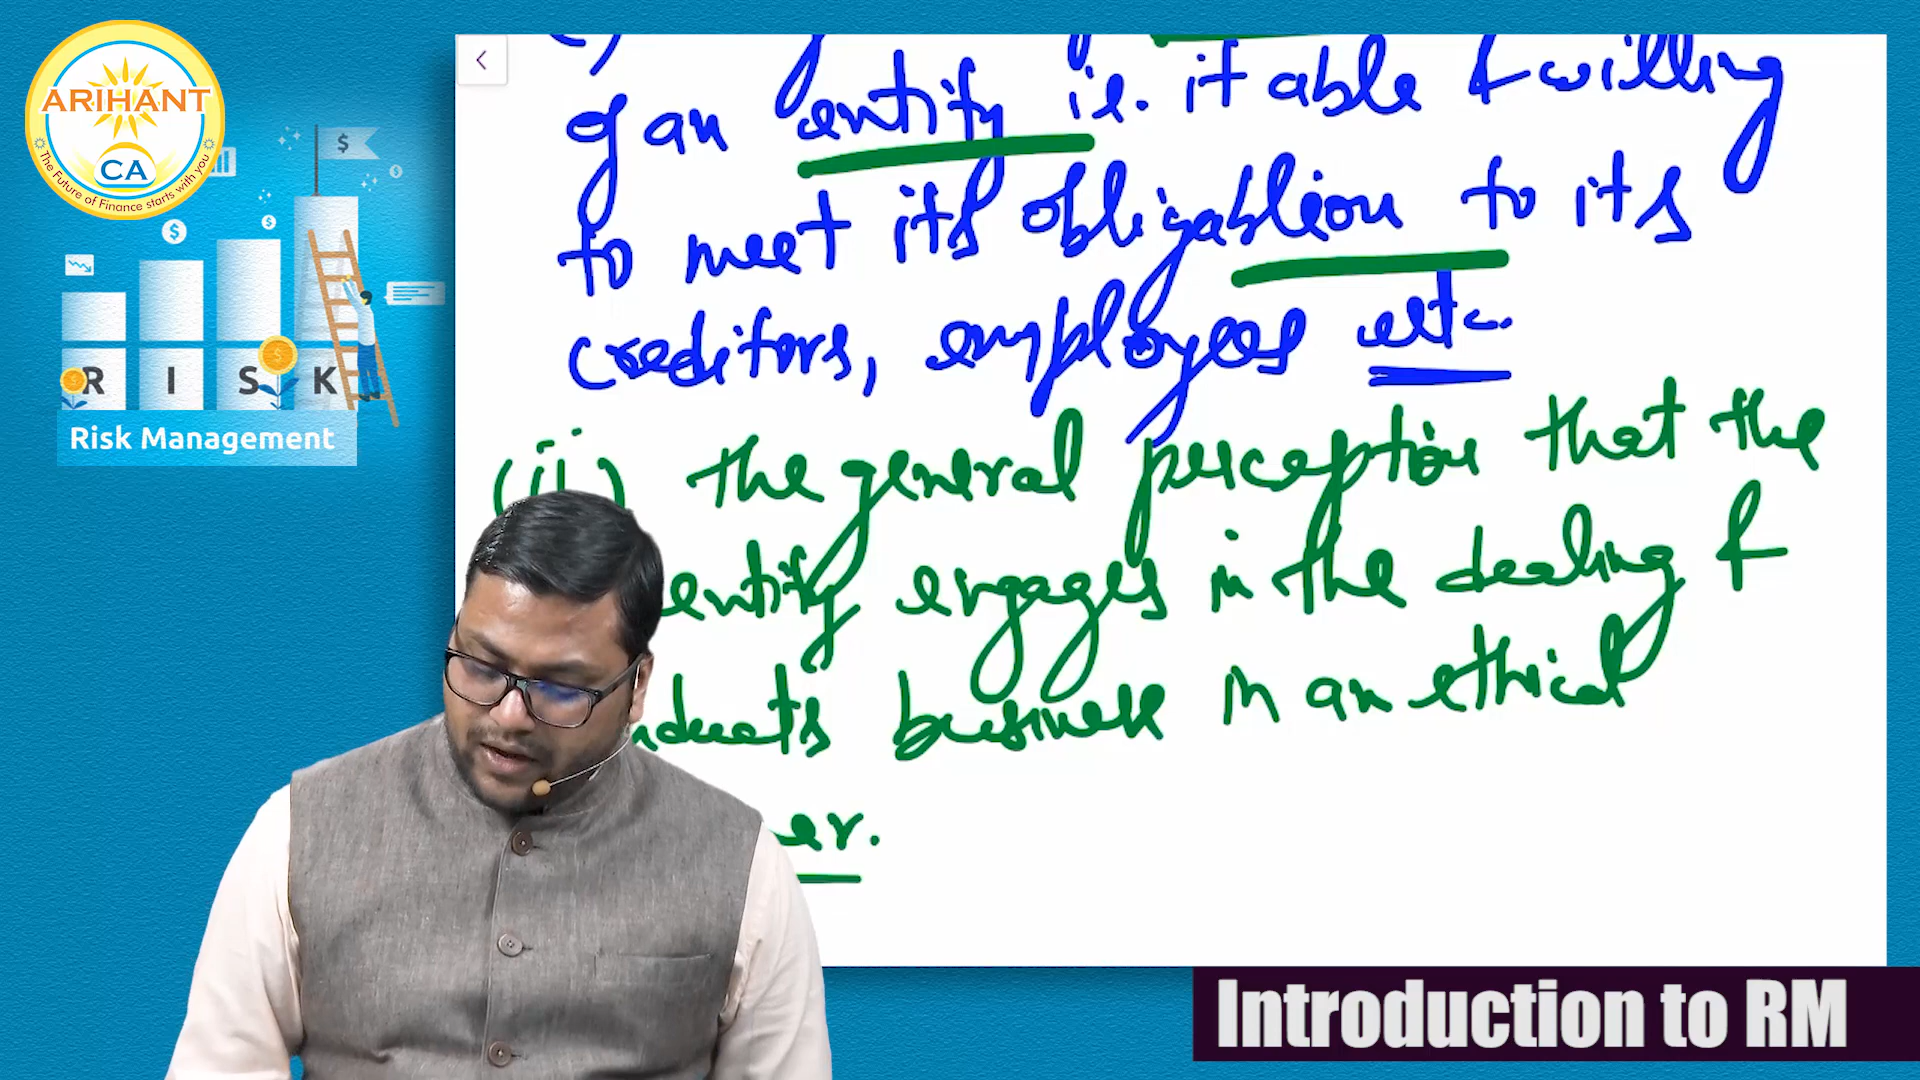 ARIHANT
CA
The Future of Finance starts with you
$
$
$
$
$
R I S K
Risk Management
of an entity i.e. it able & willing
to meet its obligation to its
creditors, employees etc.
(ii) The general perception that the
entity engages in the dealing &
business in an ethical
Introduction to RM